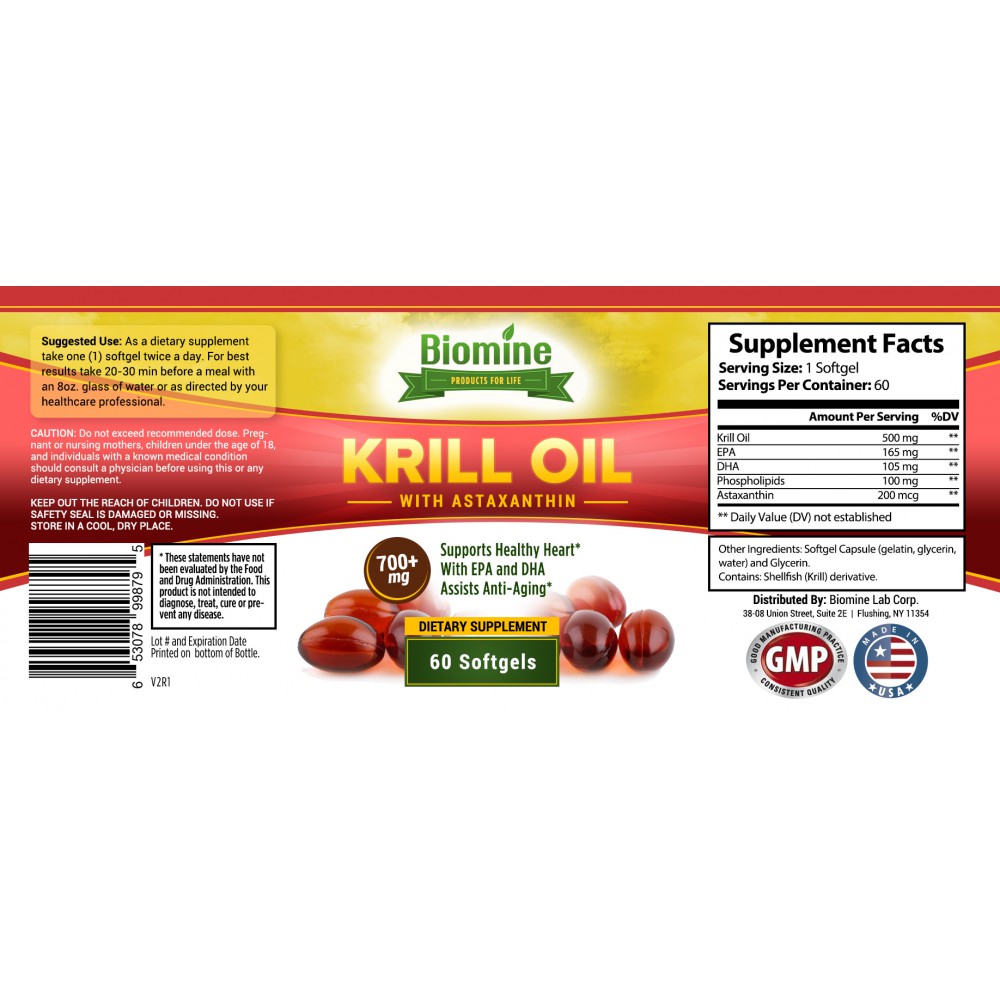 Suggested Use: As a dietary supplement
take one (1) softgel twice a day. For best
results take 20-30 min before a meal with
an 8oz. glass of water or as directed by your
healthcare professional.
CAUTION: Do not exceed recommended dose. Preg-
nant or nursing mothers, children under the age of 18,
and individuals with a known medical condition
should consult a physician before using this or any
dietary supplement.
KEEP OUT THE REACH OF CHILDREN. DO NOT USE IF
SAFETY SEAL IS DAMAGED OR MISSING.
STORE IN A COOL, DRY PLACE.
6 53078 99879 5
* These statements have not
been evaluated by the Food
and Drug Administration. This
product is not intended to
diagnose, treat, cure or pre-
vent any disease.
Lot # and Expiration Date
Printed on bottom of Bottle.
V2R1
Biomine
PRODUCTS FOR LIFE
KRILL OIL
WITH ASTAXANTHIN
700+
mg
Supports Healthy Heart*
With EPA and DHA
Assists Anti-Aging*
DIETARY SUPPLEMENT
60 Softgels
Supplement Facts
Serving Size: 1 Softgel
Servings Per Container: 60
Amount Per Serving %DV
Krill Oil 500 mg **
EPA 165 mg **
DHA 105 mg **
Phospholipids 100 mg **
Astaxanthin 200 mcg **
** Daily Value (DV) not established
Other Ingredients: Softgel Capsule (gelatin, glycerin,
water) and Glycerin.
Contains: Shellfish (Krill) derivative.
Distributed By: Biomine Lab Corp.
38-08 Union Street, Suite 2E | Flushing, NY 11354
GOOD MANUFACTURING PRACTICE
GMP
CONSISTENT QUALITY
MADE IN
USA